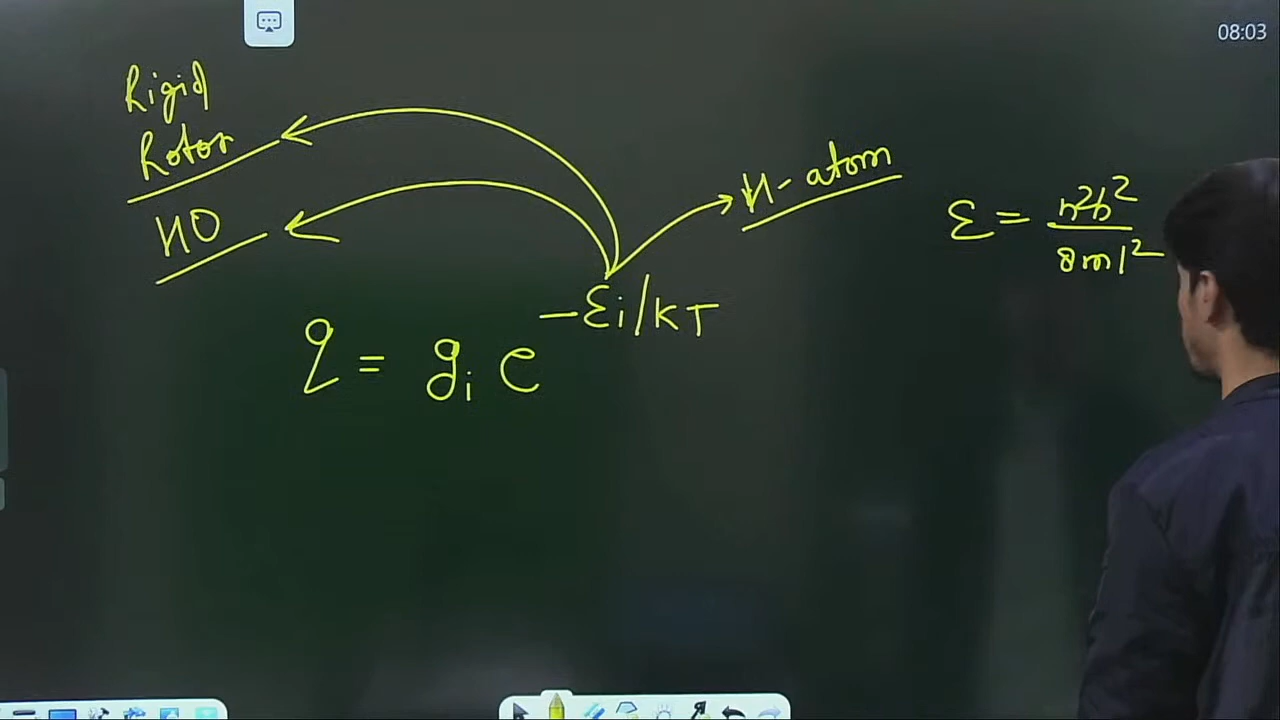 08:03
Rigid
Rotor
HO
H-atom
ε = n²h²/8ml²
q = gᵢ e^(-εi/KT)